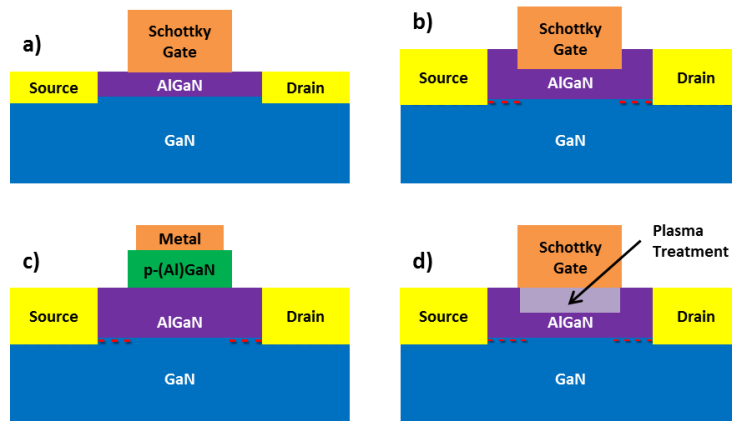 a)
Schottky
Gate
Source
AlGaN
Drain
GaN
b)
Schottky
Gate
Source
AlGaN
Drain
GaN
c)
Metal
p-(Al)GaN
Source
AlGaN
Drain
GaN
d)
Schottky
Gate
Plasma
Treatment
Source
AlGaN
Drain
GaN